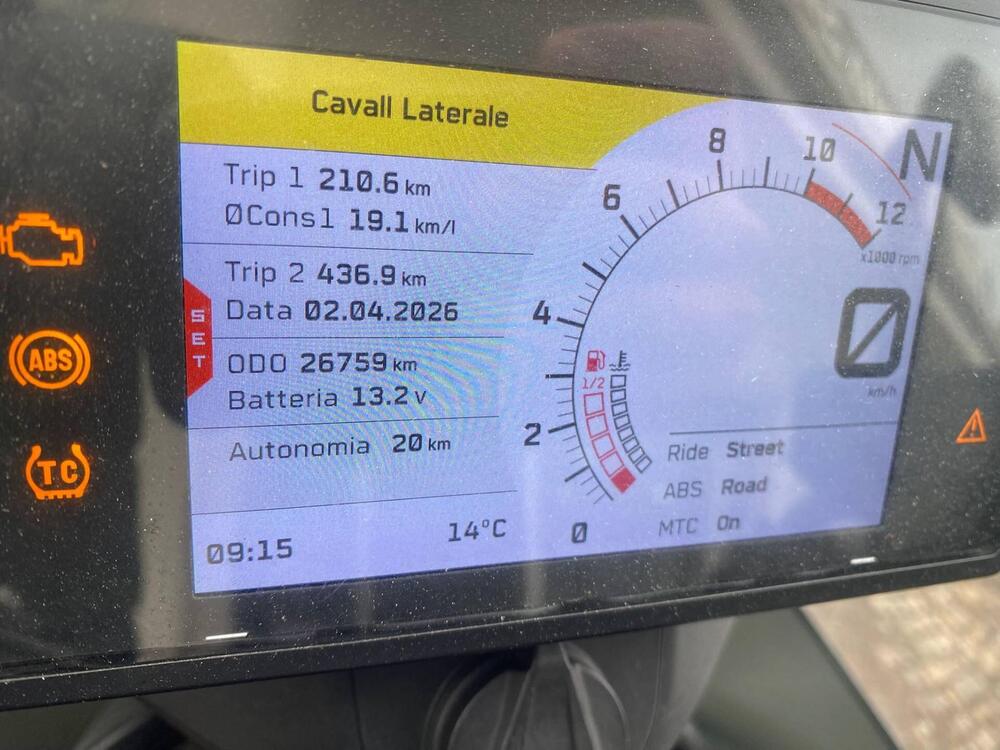 Cavall Laterale
Trip 1 210.6 km
ØCons1 19.1 km/l
Trip 2 436.9 km
Data 02.04.2026
ODO 26759 km
Batteria 13.2 V
Autonomia 20 km
09:15
14°C
SET
ABS
TC
0
2
4
6
8
10
12
x1000 rpm
N
1/2
0
km/h
Ride Street
ABS Road
MTC On